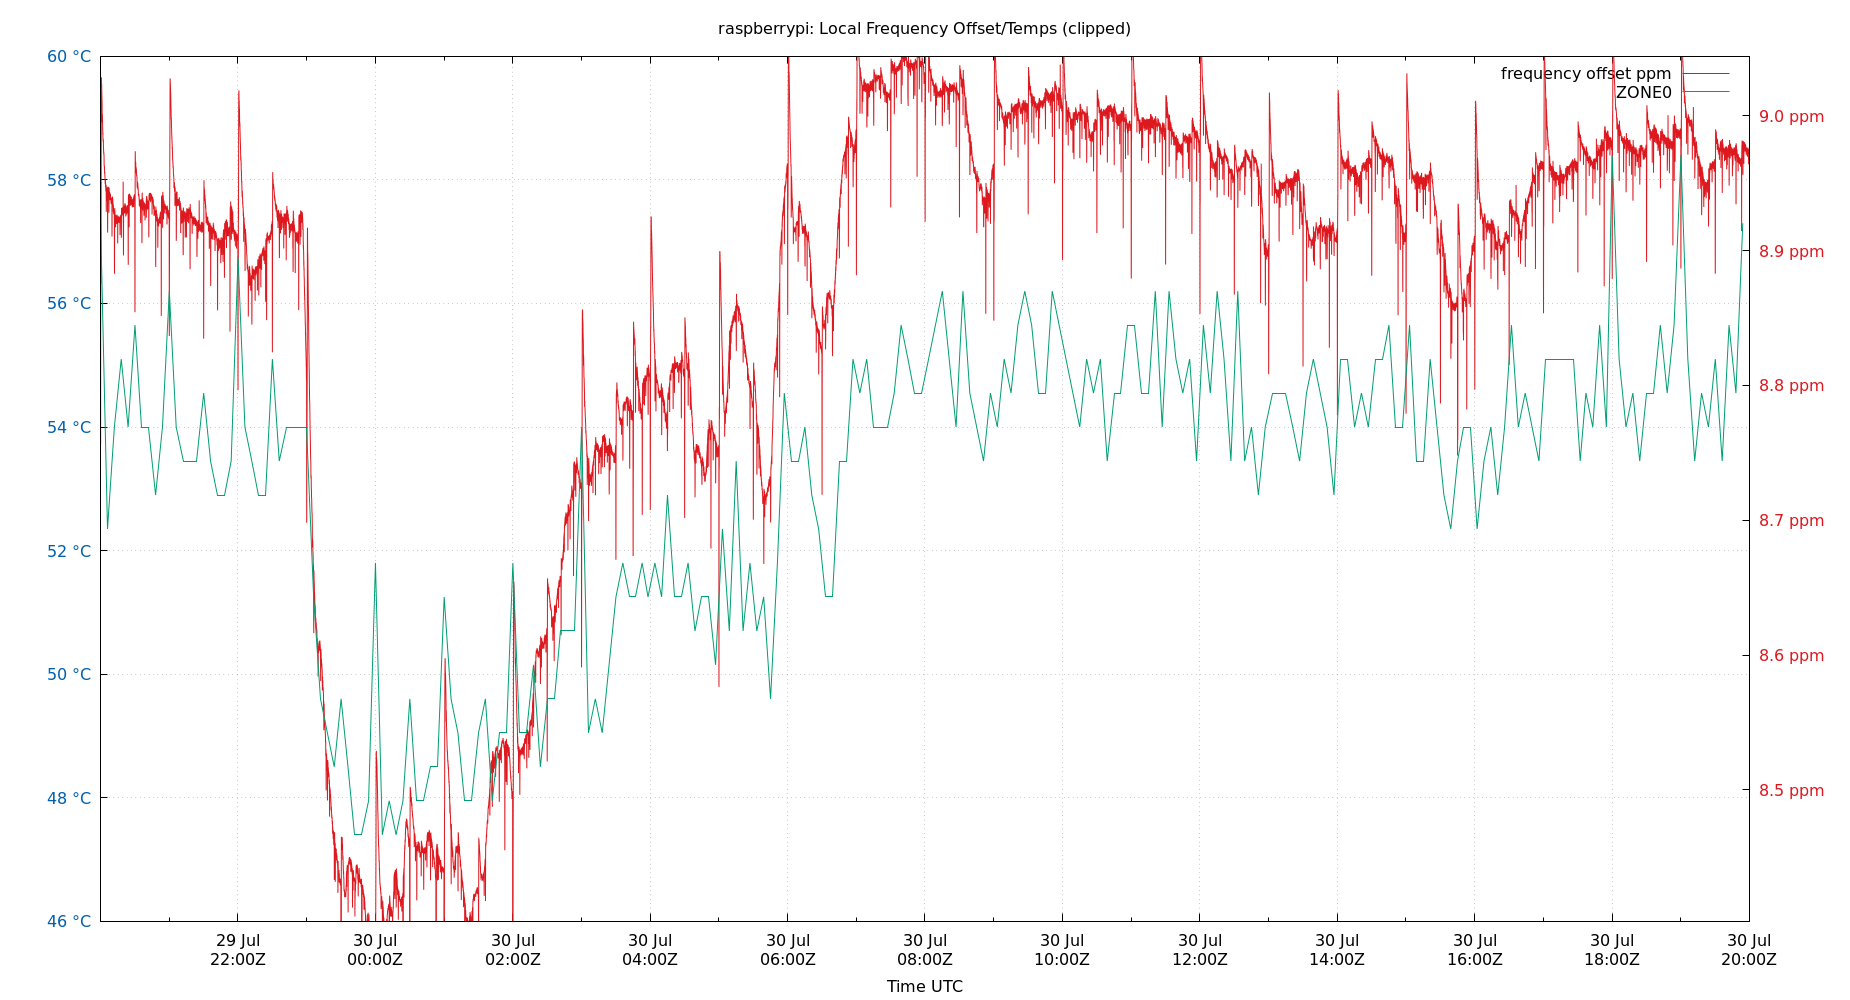 raspberrypi: Local Frequency Offset/Temps (clipped)
60 °C
58 °C
56 °C
54 °C
52 °C
50 °C
48 °C
46 °C
frequency offset ppm
ZONE0
9.0 ppm
8.9 ppm
8.8 ppm
8.7 ppm
8.6 ppm
8.5 ppm
29 Jul
22:00Z
30 Jul
00:00Z
30 Jul
02:00Z
30 Jul
04:00Z
30 Jul
06:00Z
30 Jul
08:00Z
30 Jul
10:00Z
30 Jul
12:00Z
30 Jul
14:00Z
30 Jul
16:00Z
30 Jul
18:00Z
30 Jul
20:00Z
Time UTC